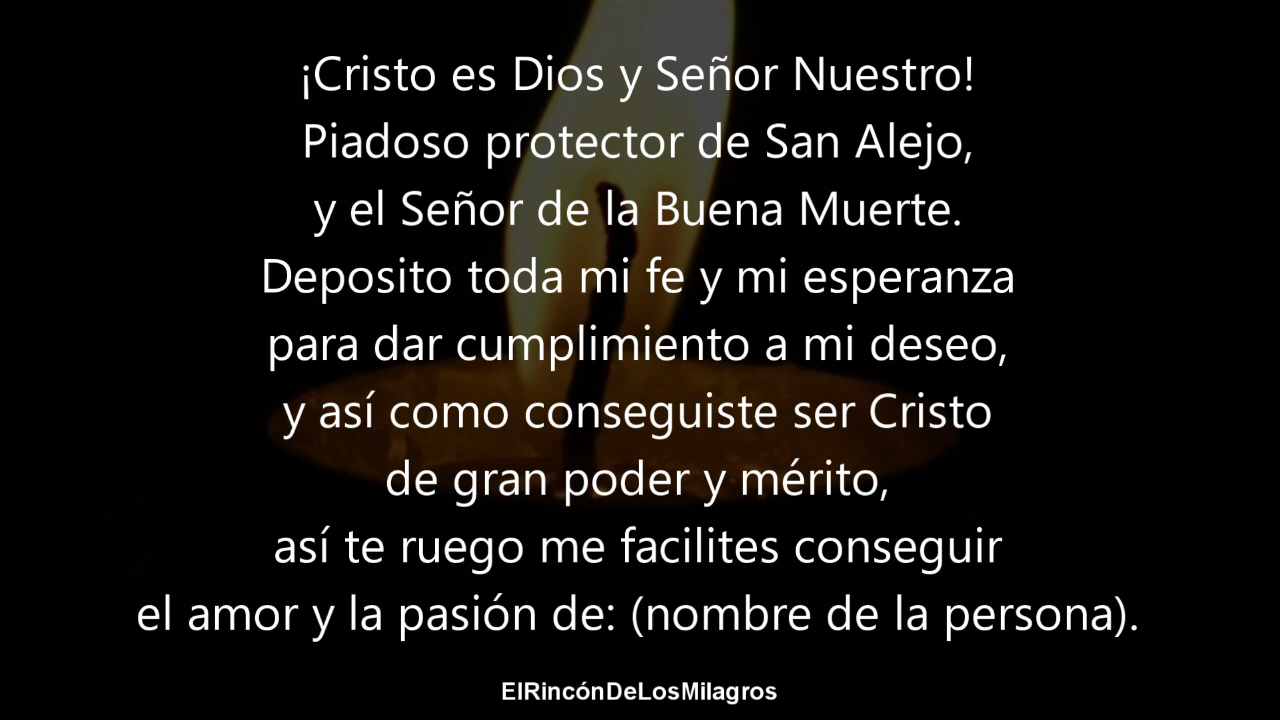 ¡Cristo es Dios y Señor Nuestro!
Piadoso protector de San Alejo,
y el Señor de la Buena Muerte.
Deposito toda mi fe y mi esperanza
para dar cumplimiento a mi deseo,
y así como conseguiste ser Cristo
de gran poder y mérito,
así te ruego me facilites conseguir
el amor y la pasión de: (nombre de la persona).
ElRincónDeLosMilagros